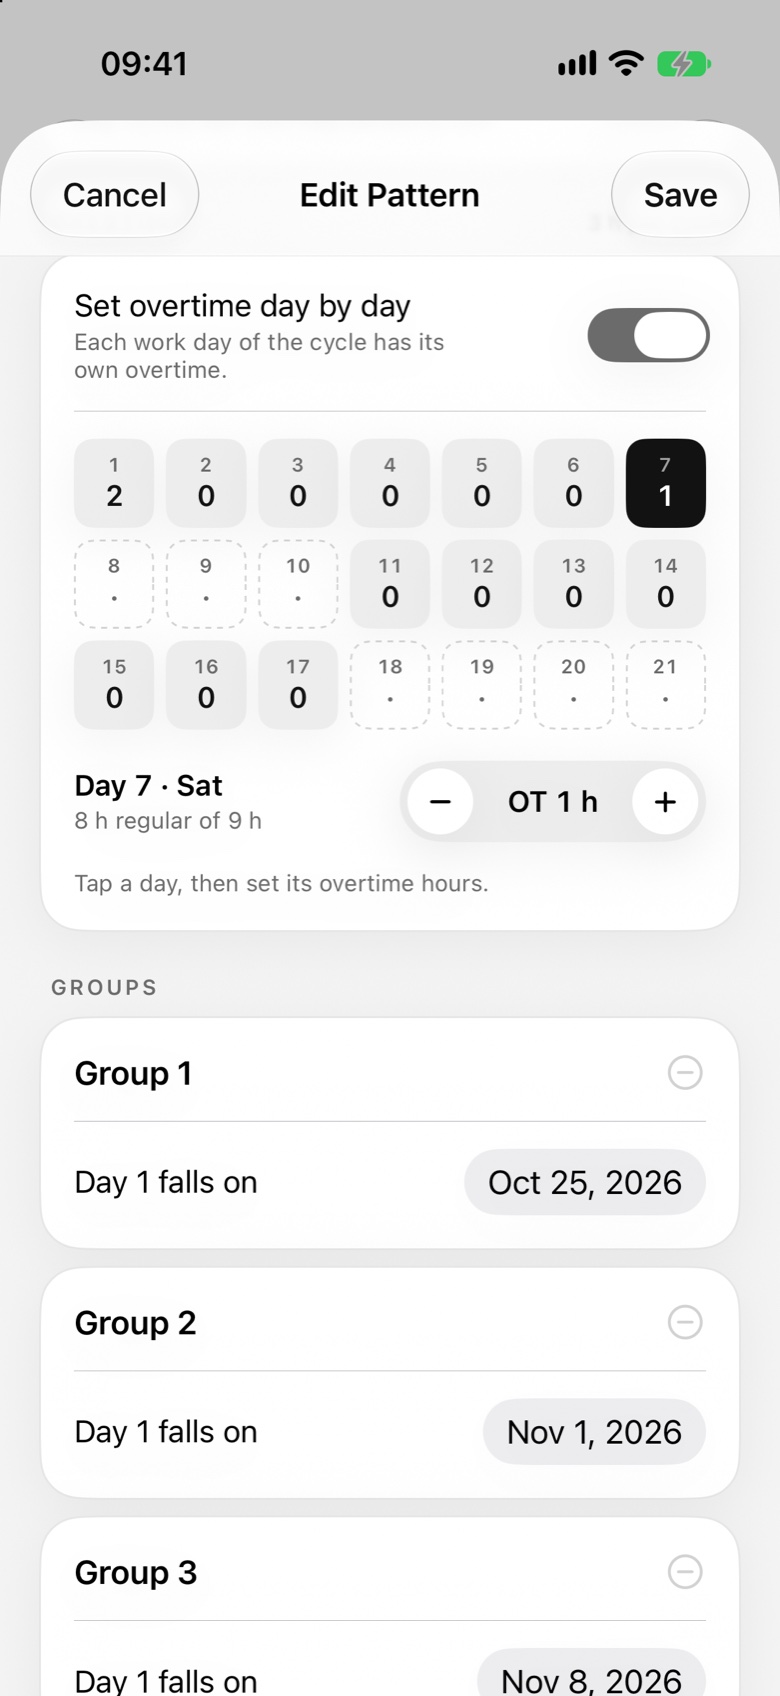 09:41
Cancel
Edit Pattern
Save
Set overtime day by day
Each work day of the cycle has its
own overtime.
1 2 3 4 5 6 7
2 0 0 0 0 0 1
8 9 10 11 12 13 14
· · · 0 0 0 0
15 16 17 18 19 20 21
0 0 0 · · · ·
Day 7 · Sat
8 h regular of 9 h
− OT 1 h +
Tap a day, then set its overtime hours.
GROUPS
Group 1
Day 1 falls on
Oct 25, 2026
Group 2
Day 1 falls on
Nov 1, 2026
Group 3
Day 1 falls on
Nov 8, 2026